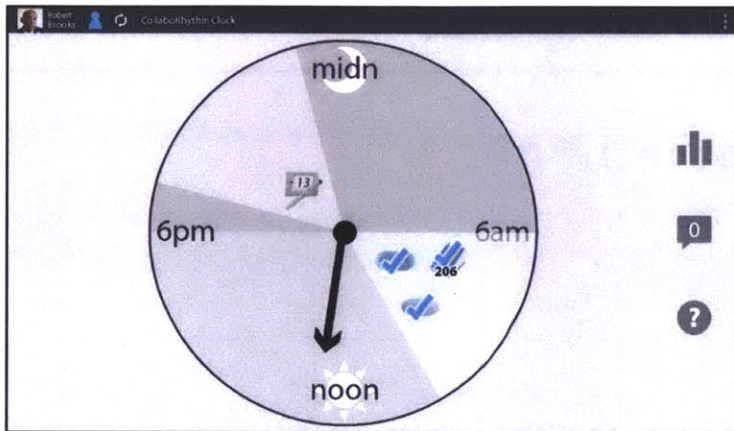 Robert
Brooks
CollaboRhythm Clock
midn
13
6pm
6am
206
0
?
noon